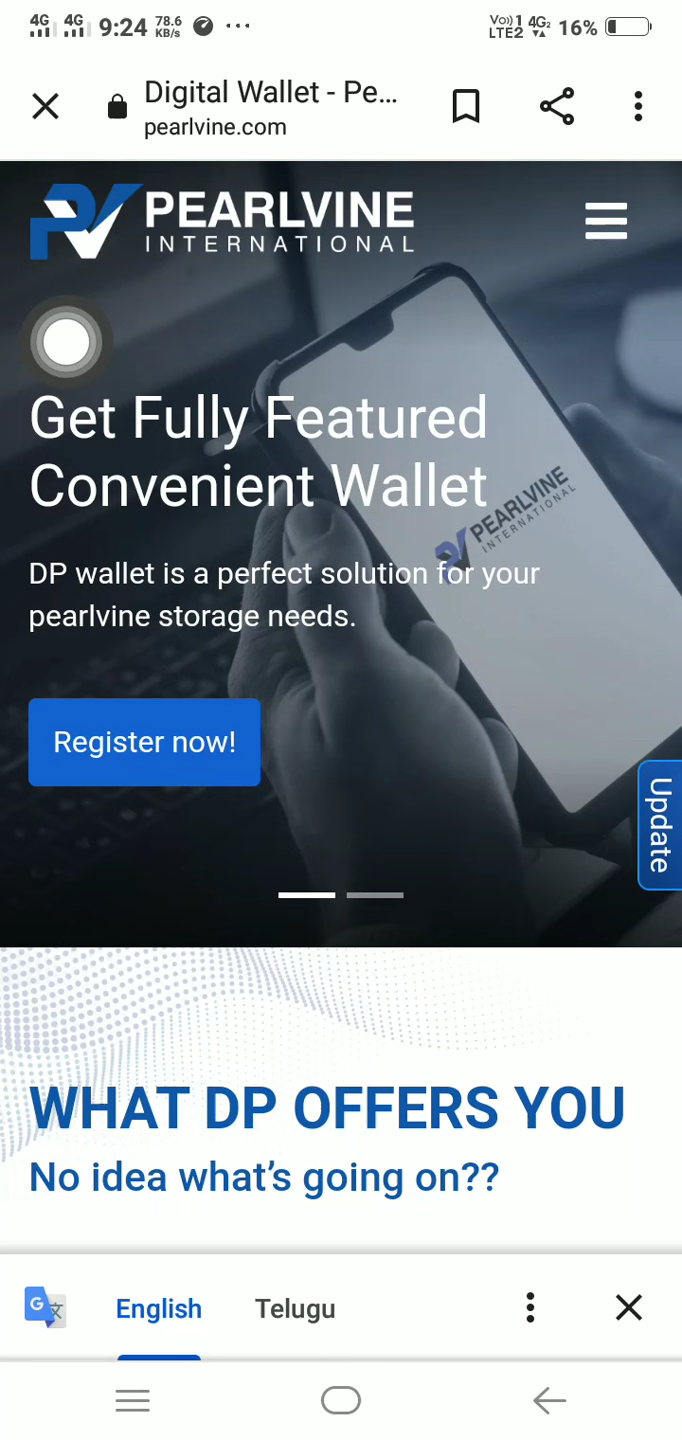 4G 4G 9:24 78.6 KB/s ... Vo)) 1 LTE2 4G2 16%
Digital Wallet - Pe...
pearlvine.com
PEARLVINE
INTERNATIONAL
Get Fully Featured
Convenient Wallet
PEARLVINE
INTERNATIONAL
DP wallet is a perfect solution for your
pearlvine storage needs.
Register now!
Update
WHAT DP OFFERS YOU
No idea what's going on??
English Telugu